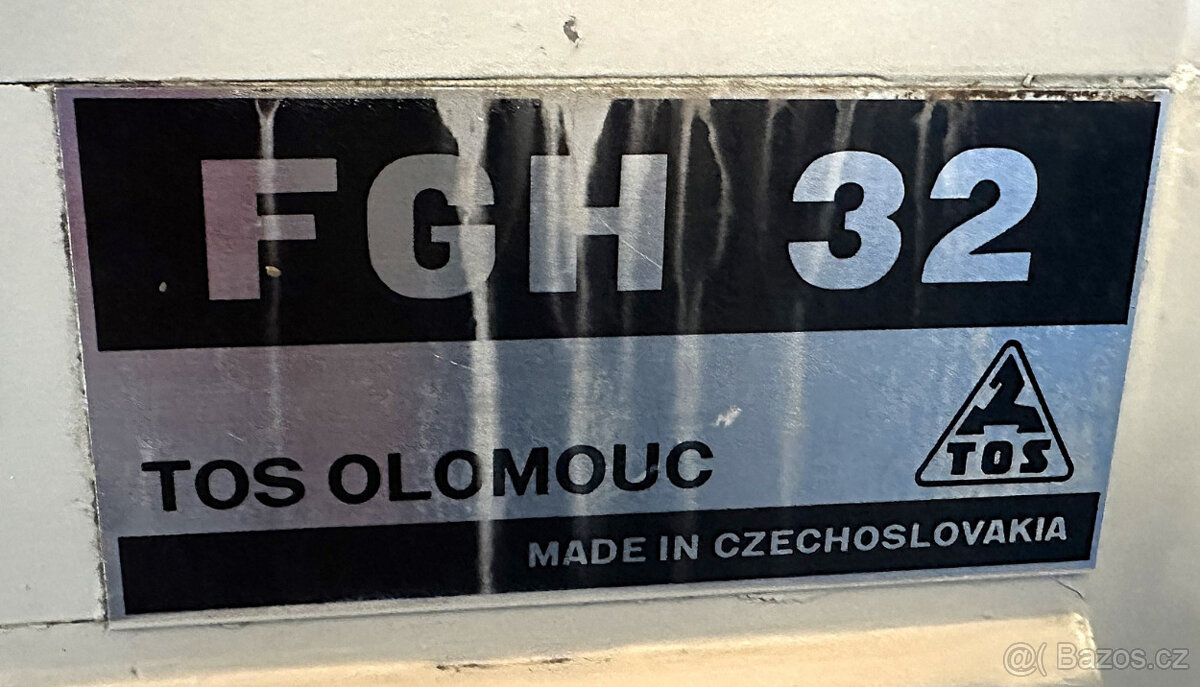 FGH 32
TOS
TOS OLOMOUC
MADE IN CZECHOSLOVAKIA
@( Bazos.cz